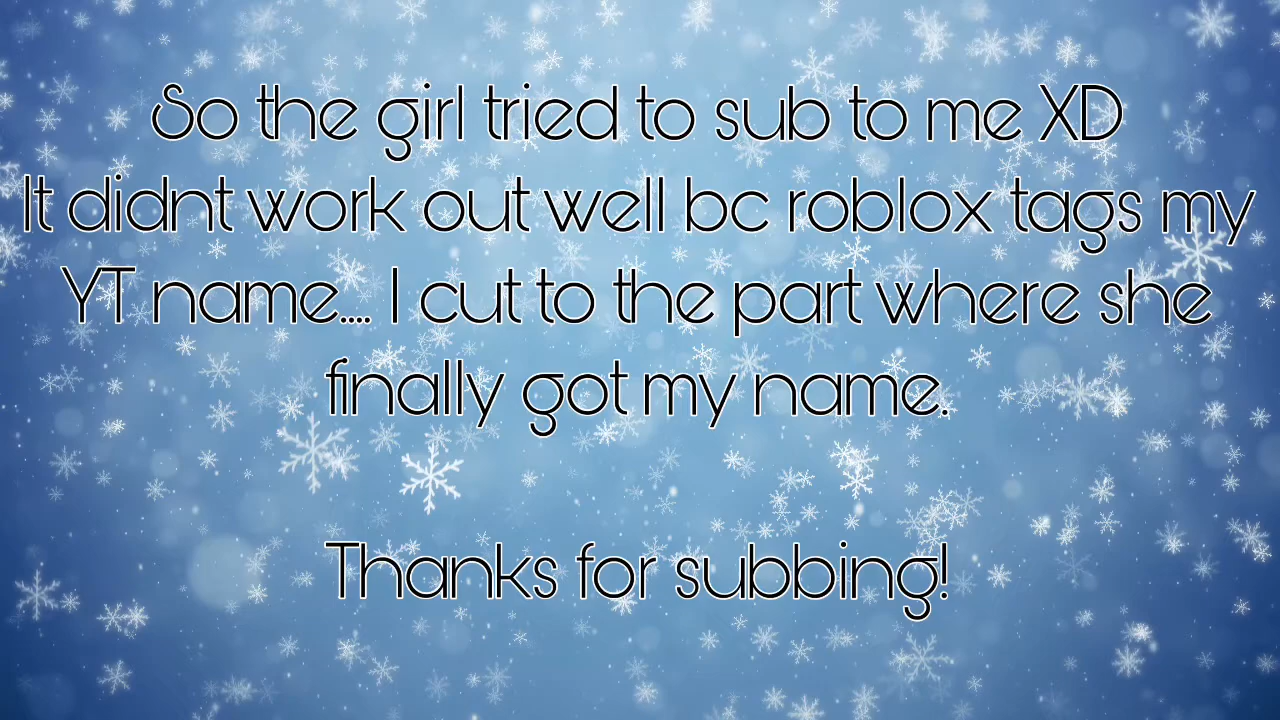 So the girl tried to sub to me XD
It didnt work out well bc roblox tags my
YT name.... I cut to the part where she
finally got my name.
Thanks for subbing!